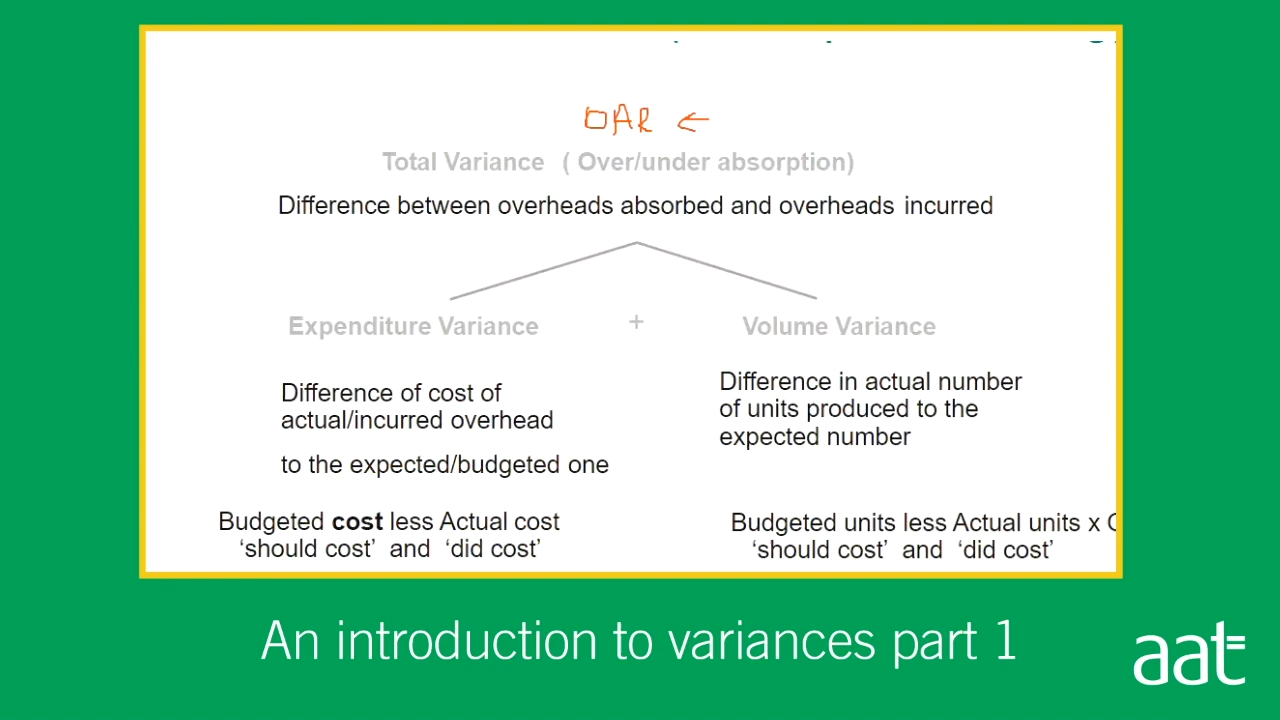 OAR ←
Total Variance ( Over/under absorption)
Difference between overheads absorbed and overheads incurred
Expenditure Variance + Volume Variance
Difference of cost of
actual/incurred overhead
to the expected/budgeted one
Budgeted cost less Actual cost
‘should cost’ and ‘did cost’
Difference in actual number
of units produced to the
expected number
Budgeted units less Actual units x
‘should cost’ and ‘did cost’
An introduction to variances part 1
aat